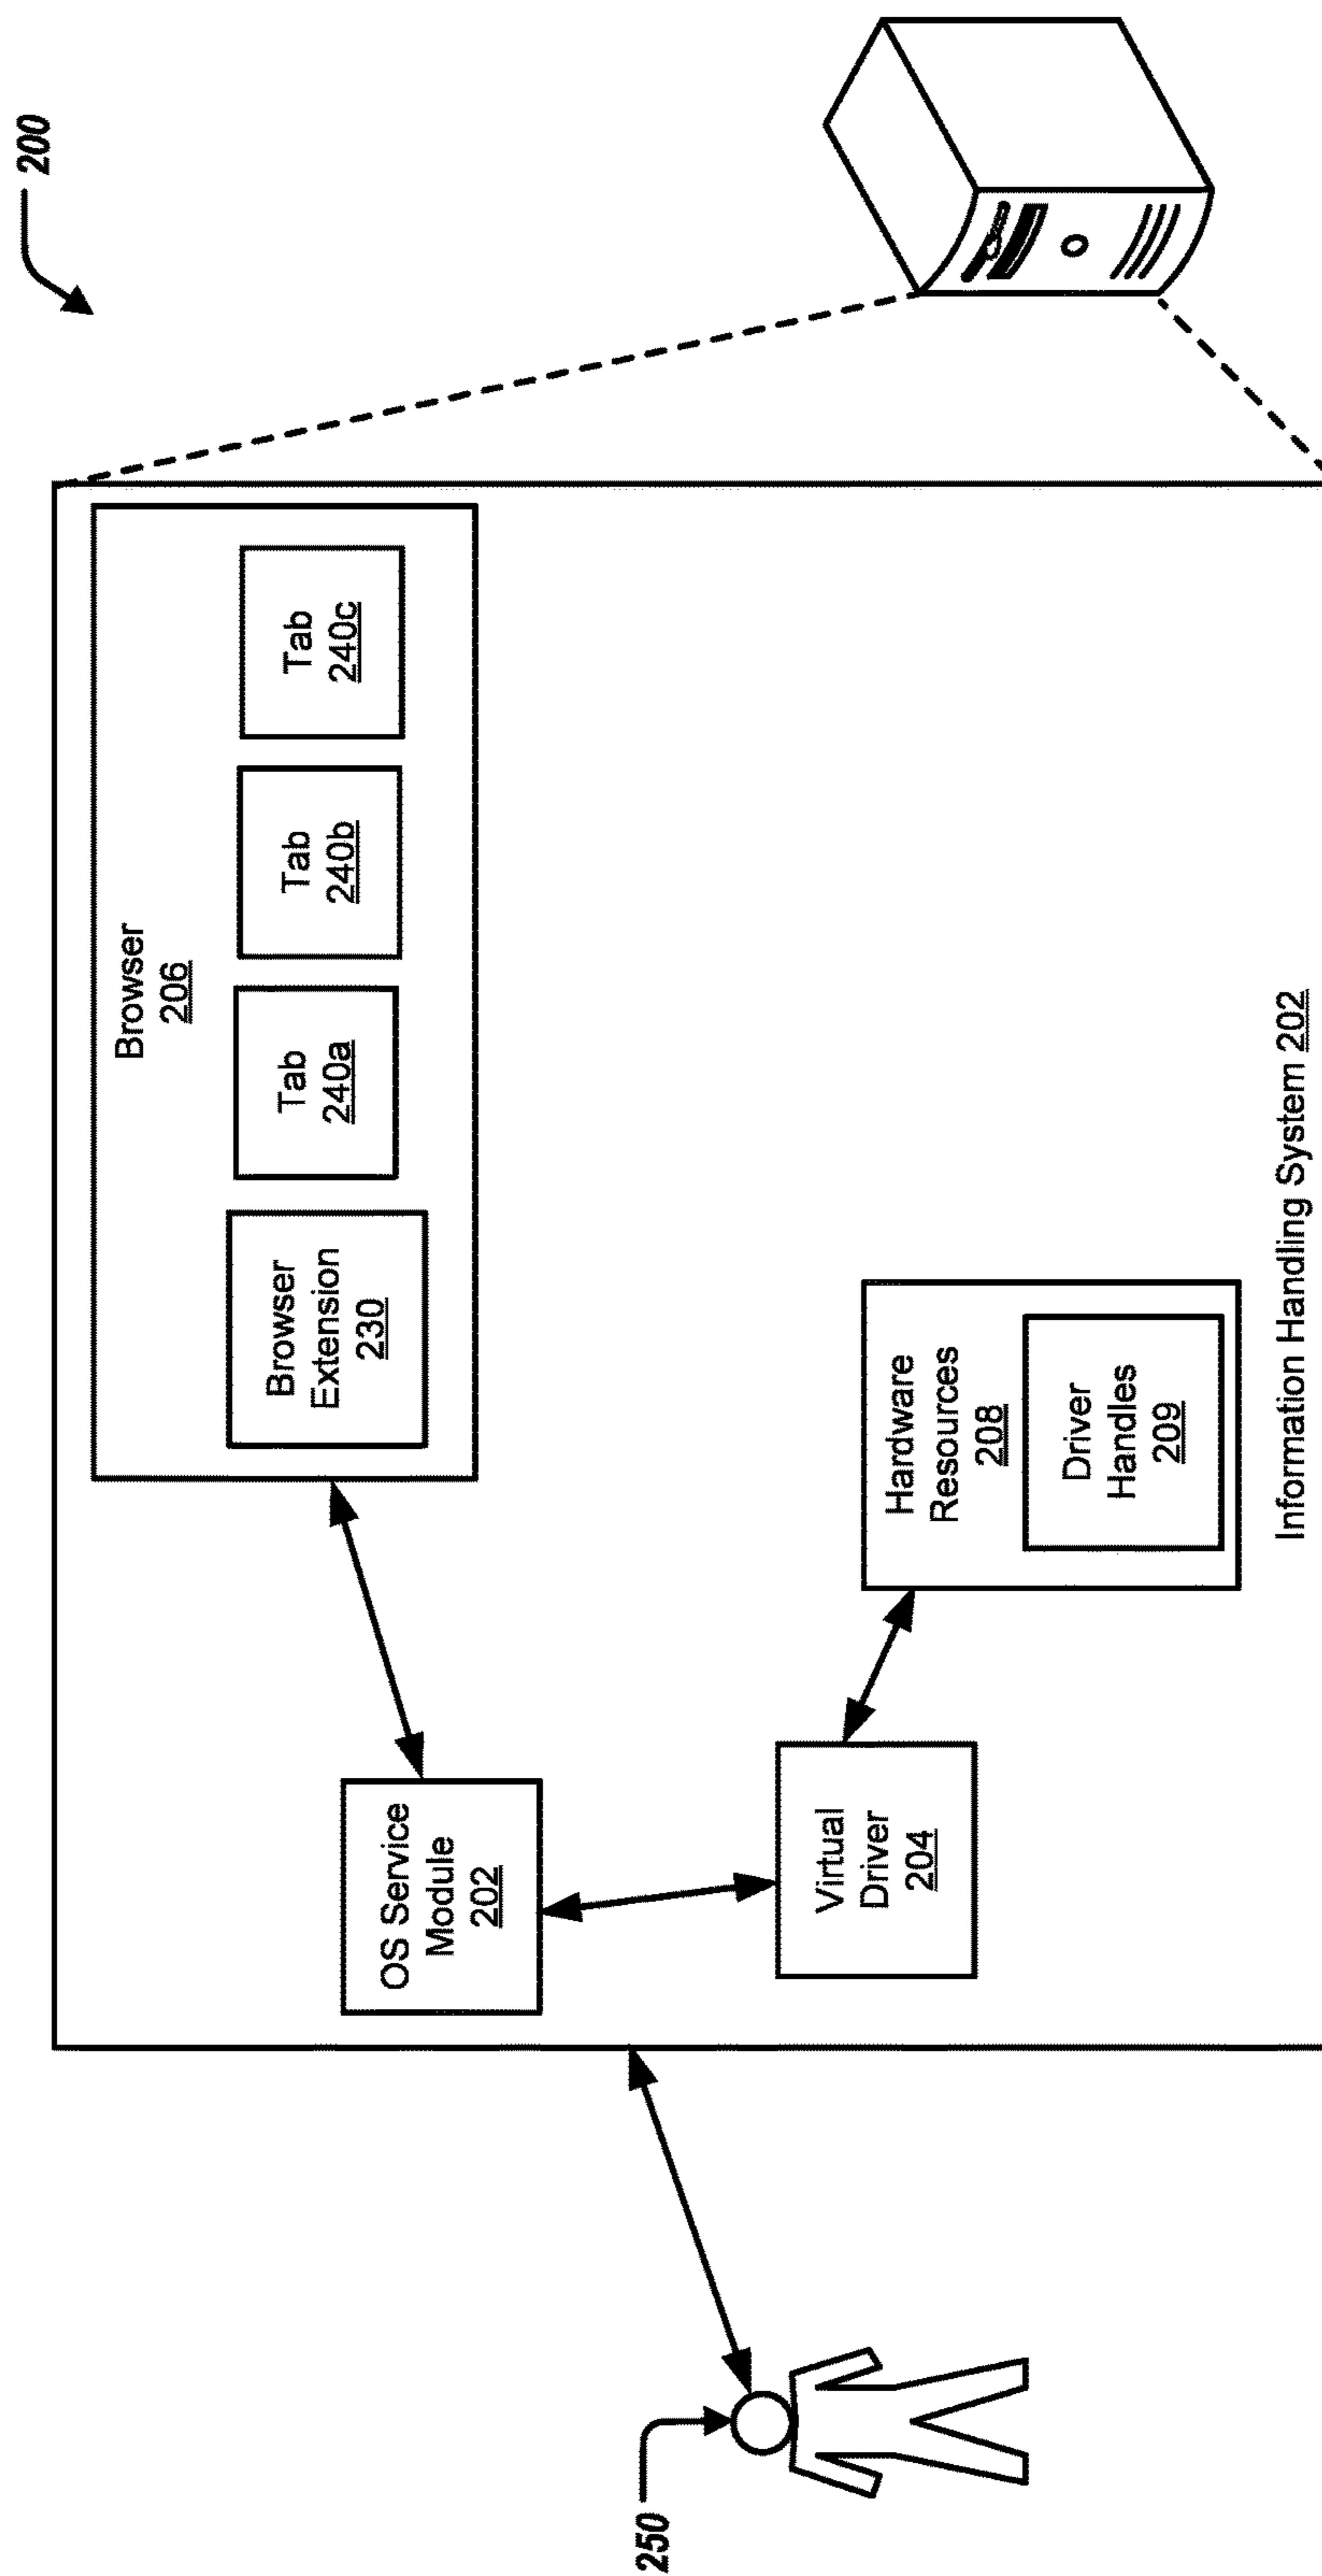 200
Browser
206
Browser
Extension
230
Tab
240a
Tab
240b
Tab
240c
OS Service
Module
202
Virtual
Driver
204
Hardware
Resources
208
Driver
Handles
209
Information Handling System 202
250